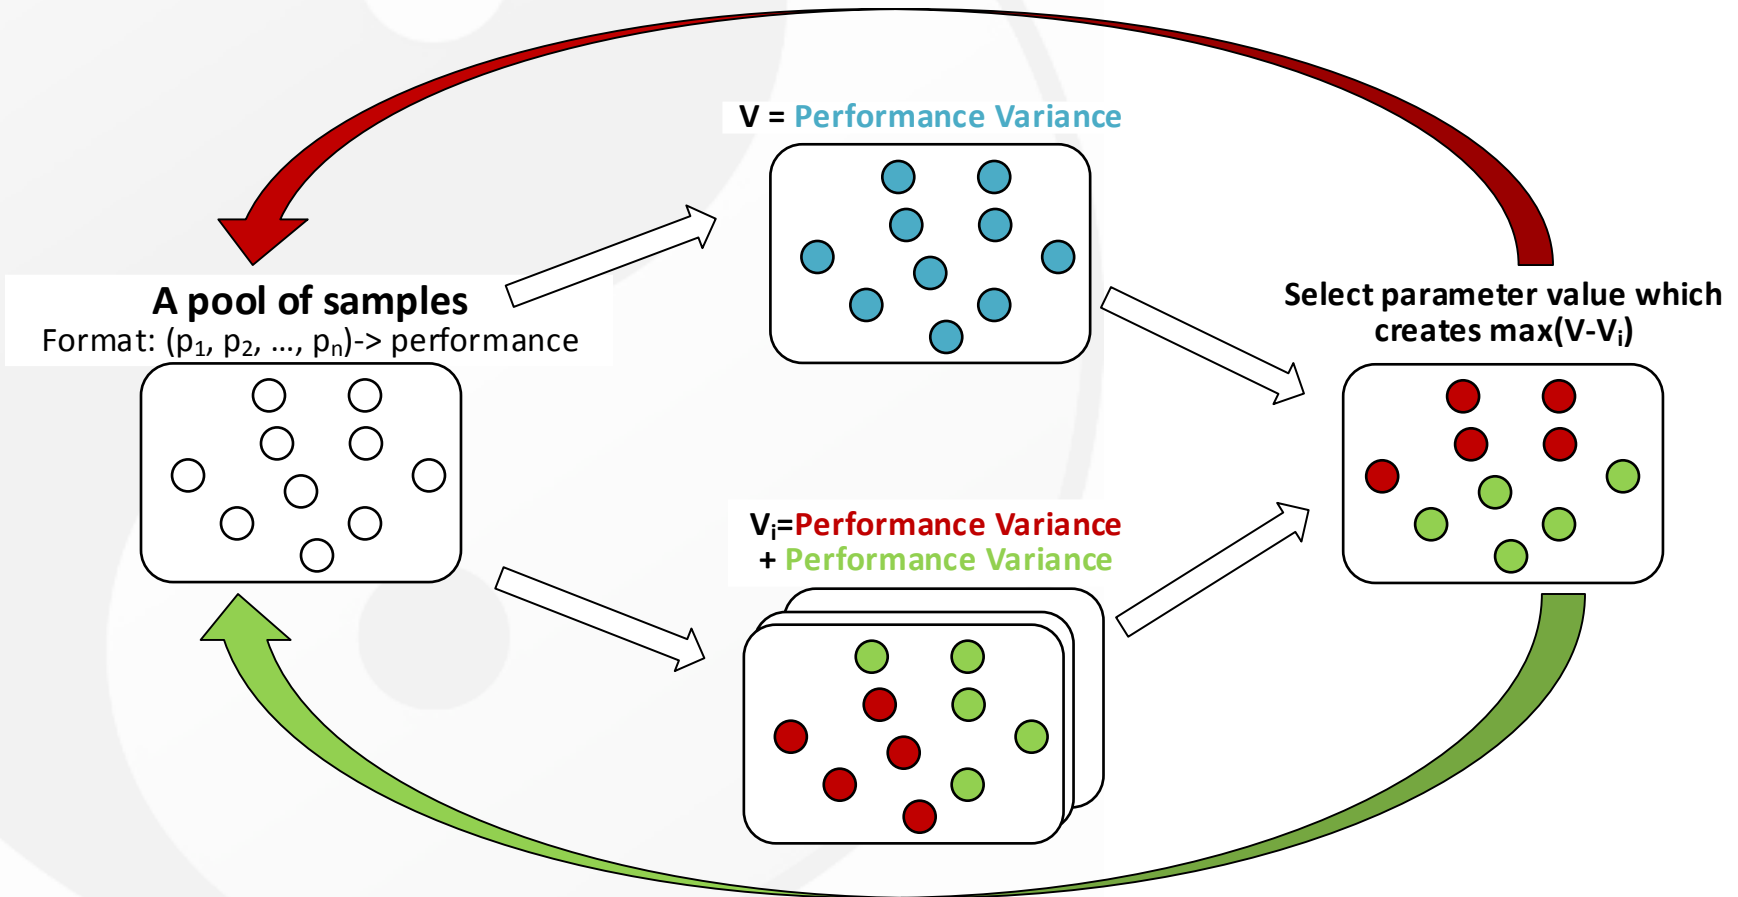 V = Performance Variance
A pool of samples
Format: (p₁, p₂, ..., pₙ)-> performance
Select parameter value which
creates max(V-Vᵢ)
Vᵢ=Performance Variance
+ Performance Variance